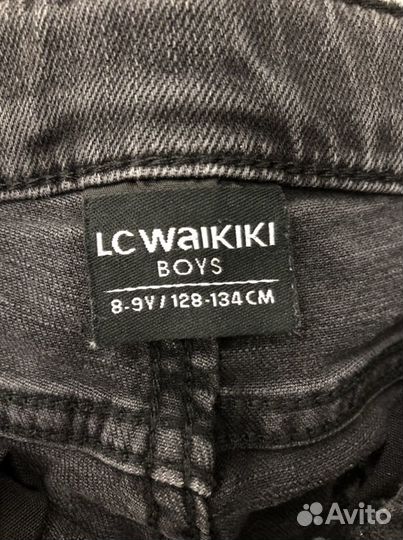 LC WaIKIKI
BOYS
8-9Y / 128-134 CM
Avito